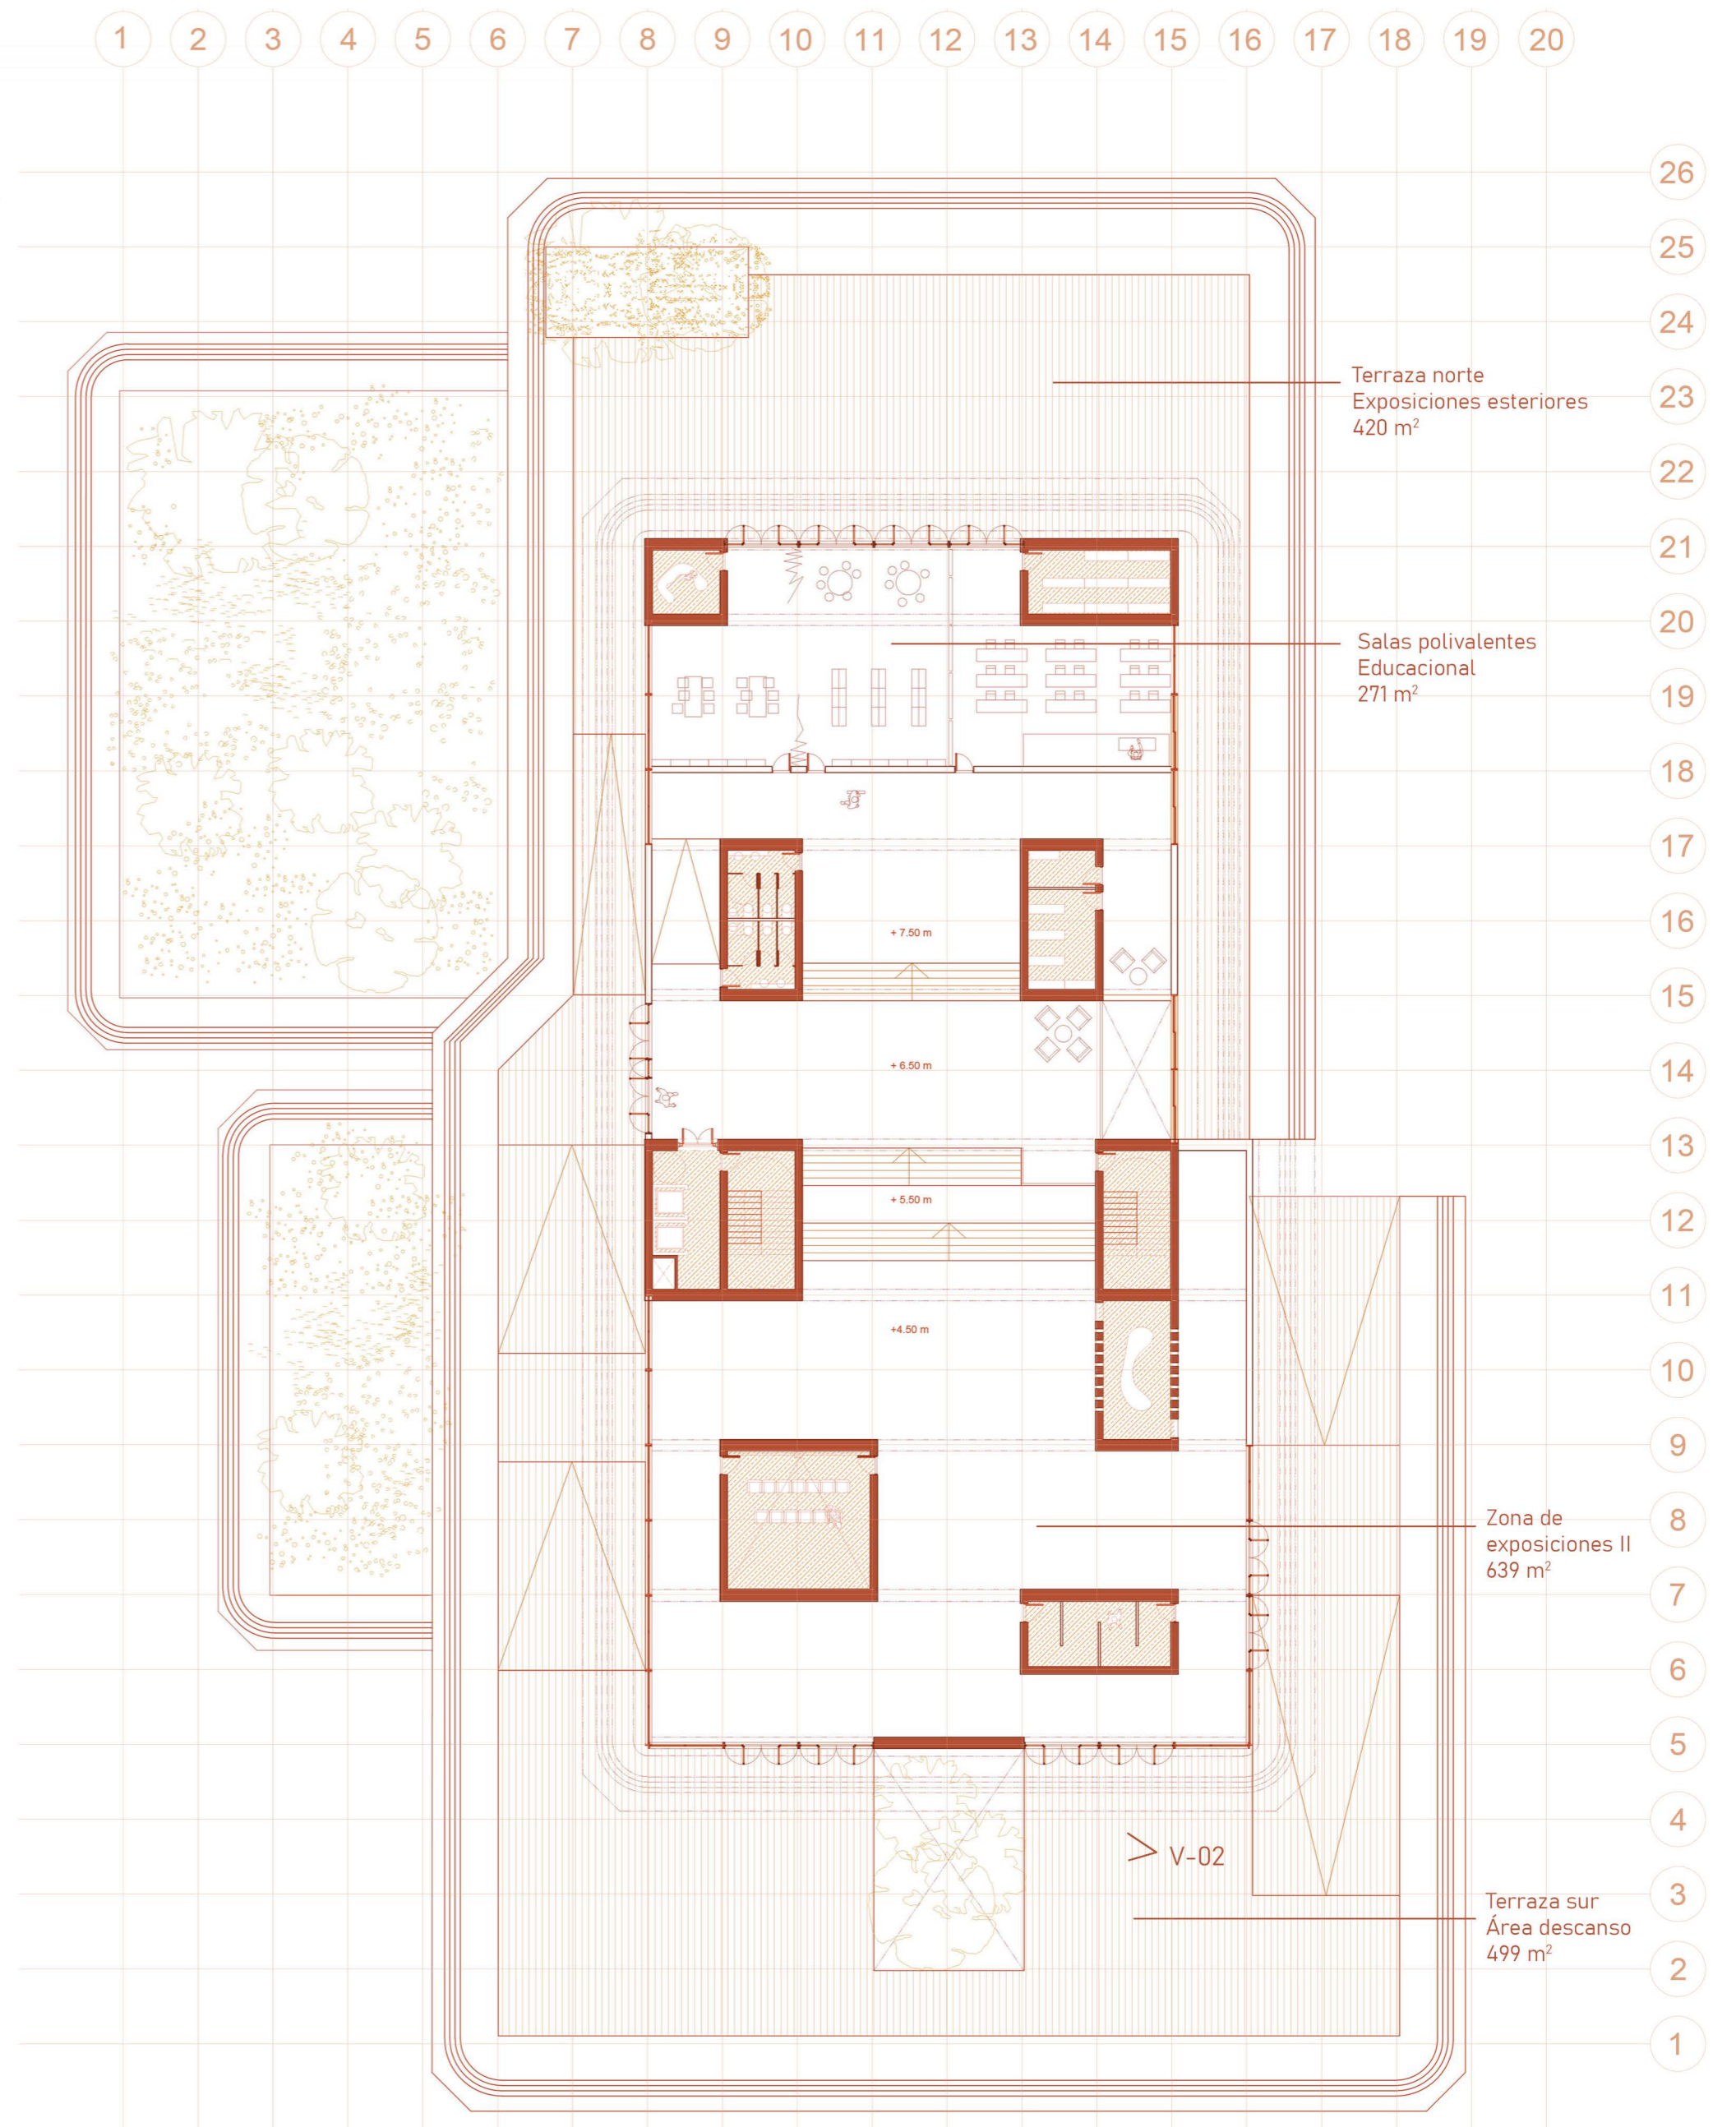 1 2 3 4 5 6 7 8 9 10 11 12 13 14 15 16 17 18 19 20
26
25
24
Terraza norte
Exposiciones esteriores
420 m²
23
22
21
20
Salas polivalentes
Educacional
271 m²
19
18
17
16
+ 7.50 m
15
+ 6.50 m
14
13
+ 5.50 m
12
11
+4.50 m
10
9
Zona de
exposiciones II
639 m²
8
7
6
5
4
V-02
3
Terraza sur
Área descanso
499 m²
2
1